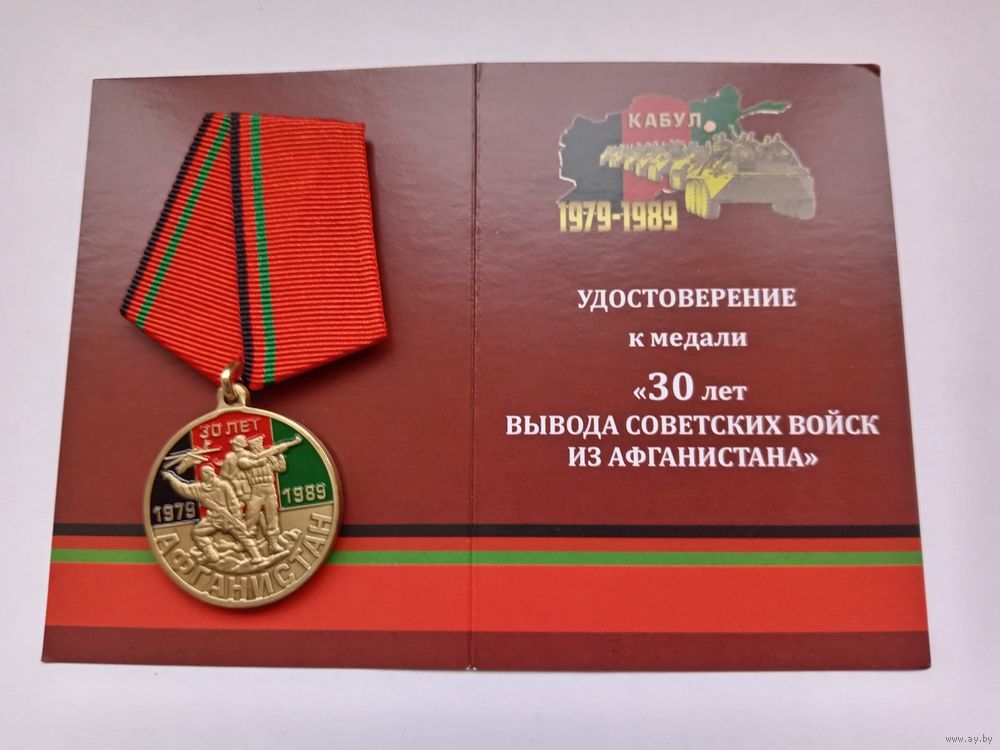 30 ЛЕТ
1979
1989
АФГАНИСТАН
КАБУЛ
1979-1989
УДОСТОВЕРЕНИЕ
к медали
«30 лет
ВЫВОДА СОВЕТСКИХ ВОЙСК
ИЗ АФГАНИСТАНА»
www.ay.by